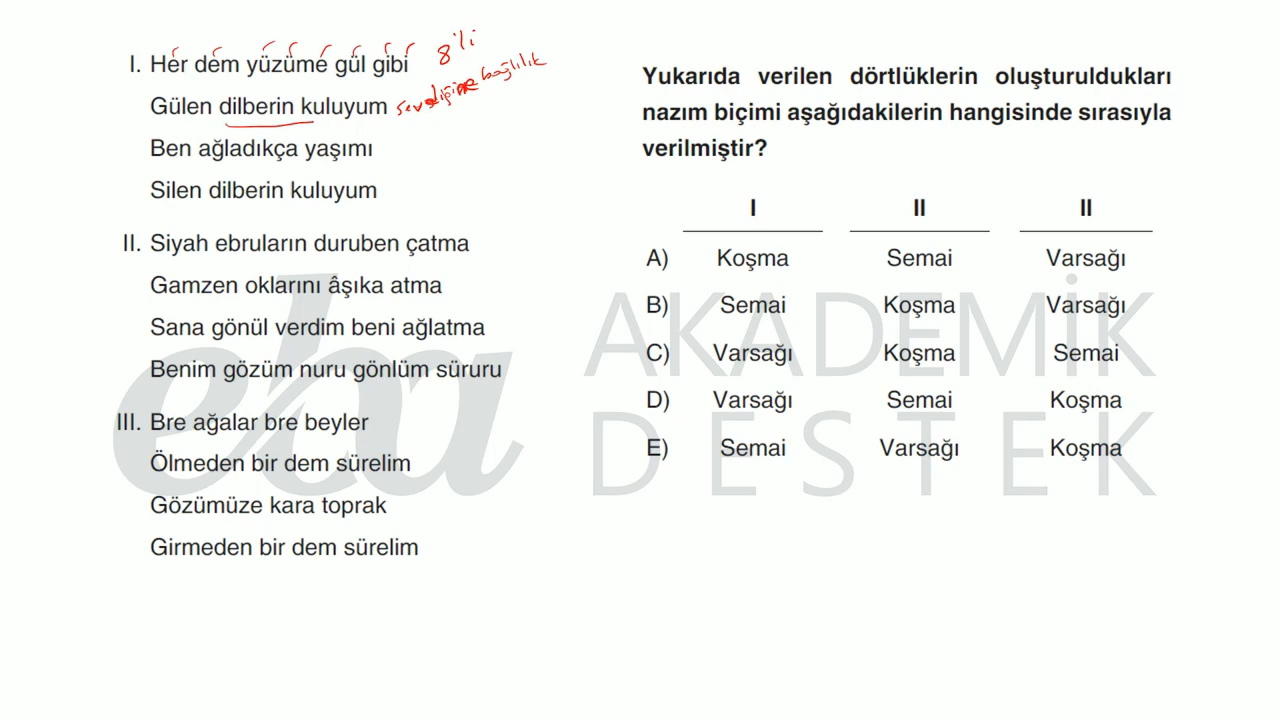 I. Her dem yüzüme gül gibi 8'li
Gülen dilberin kuluyum sevdiğine bağlılık
Ben ağladıkça yaşımı
Silen dilberin kuluyum
II. Siyah ebruların duruben çatma
Gamzen oklarını âşıka atma
Sana gönül verdim beni ağlatma
Benim gözüm nuru gönlüm süruru
III. Bre ağalar bre beyler
Ölmeden bir dem sürelim
Gözümüze kara toprak
Girmeden bir dem sürelim
Yukarıda verilen dörtlüklerin oluşturuldukları
nazım biçimi aşağıdakilerin hangisinde sırasıyla
verilmiştir?
I II II
A) Koşma Semai Varsağı
B) Semai Koşma Varsağı
C) Varsağı Koşma Semai
D) Varsağı Semai Koşma
E) Semai Varsağı Koşma
eba AKADEMİK
DESTEK